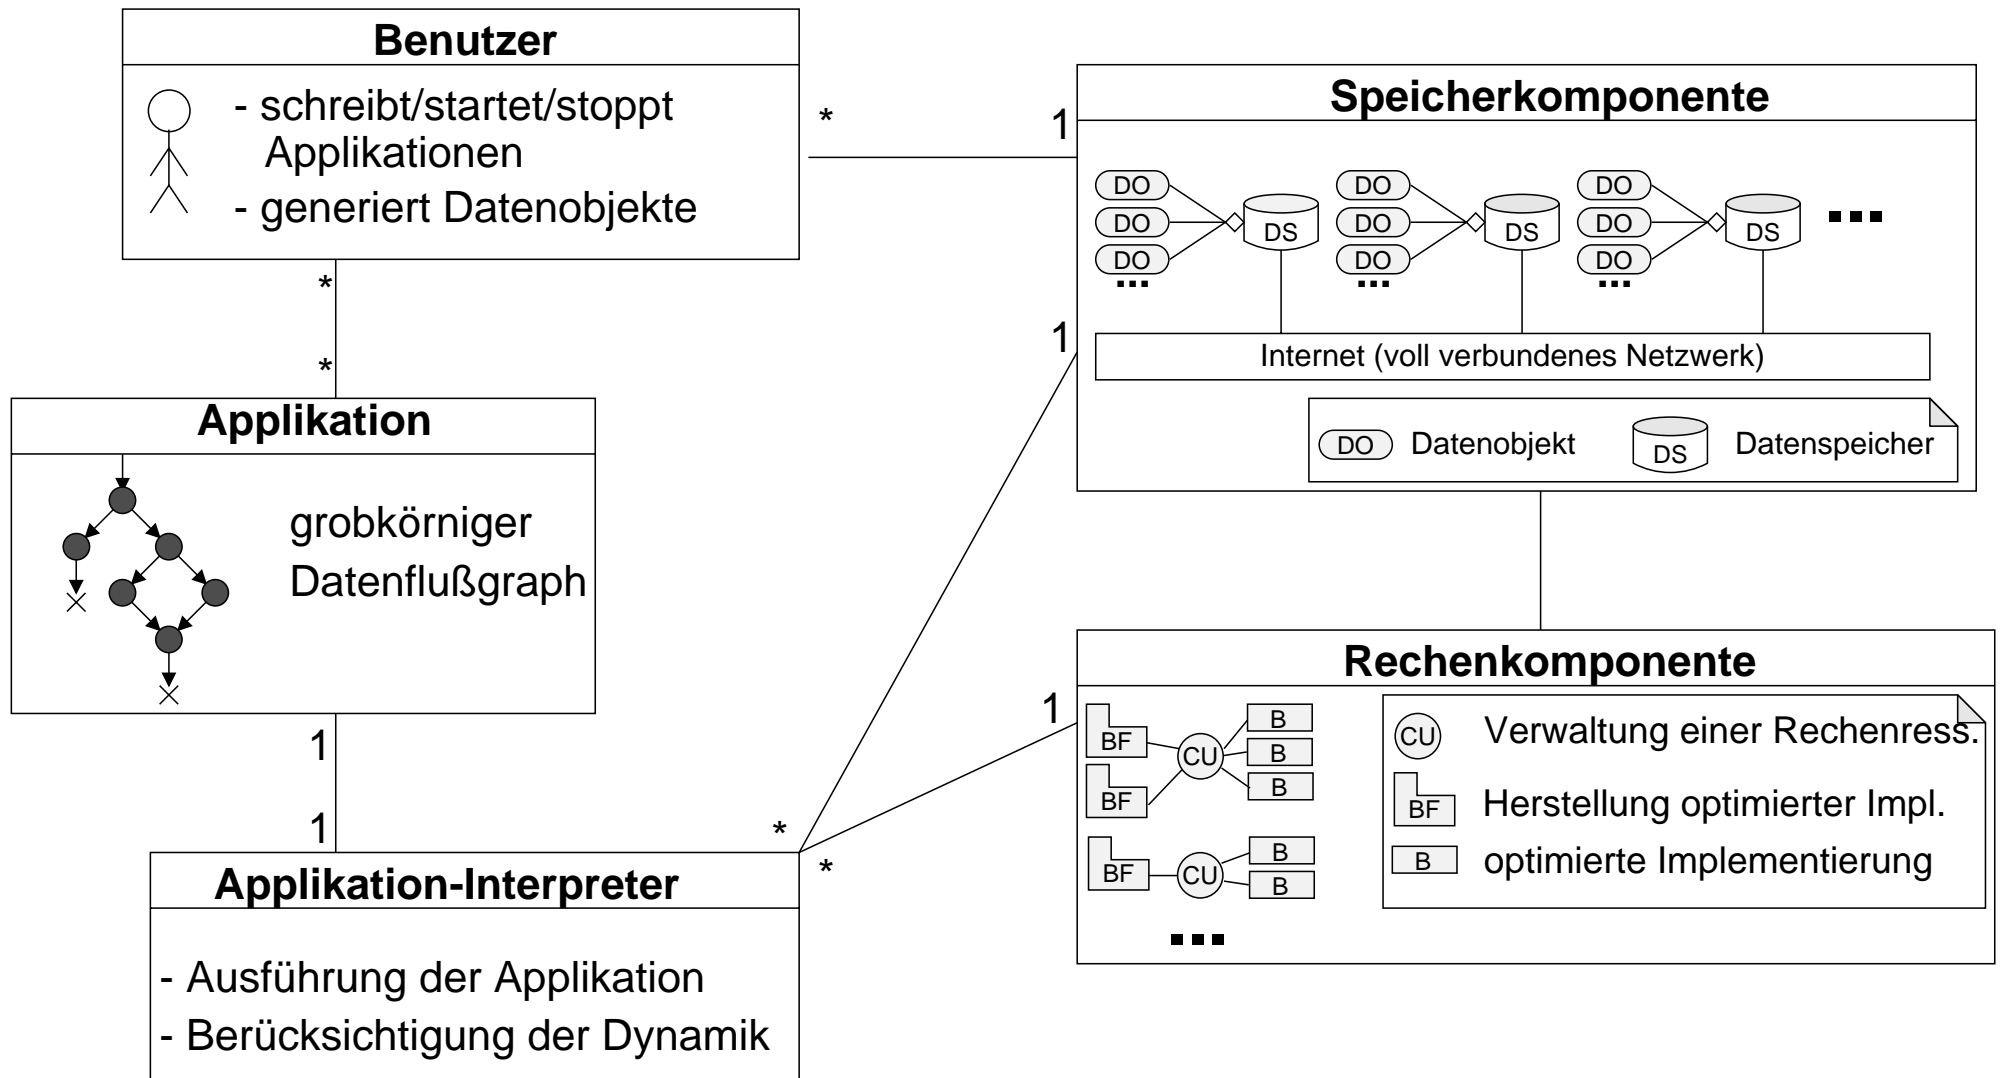 Benutzer
- schreibt/startet/stoppt
Applikationen
- generiert Datenobjekte
*
1
*
*
Speicherkomponente
DO
DO
DO
...
DS
DO
DO
DO
...
DS
DO
DO
DO
...
DS
...
Internet (voll verbundenes Netzwerk)
DO Datenobjekt
DS Datenspeicher
1
Applikation
grobkörniger
Datenflußgraph
1
1
*
*
1
Applikation-Interpreter
- Ausführung der Applikation
- Berücksichtigung der Dynamik
Rechenkomponente
BF
BF
CU
B
B
B
BF
CU
B
B
...
CU Verwaltung einer Rechenress.
BF Herstellung optimierter Impl.
B optimierte Implementierung